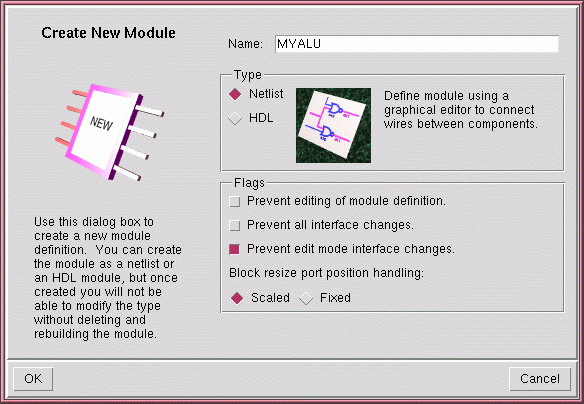 Create New Module
Name: MYALU
NEW
Type
Netlist
HDL
Define module using a
graphical editor to connect
wires between components.
Use this dialog box to
create a new module
definition. You can create
the module as a netlist or
an HDL module, but once
created you will not be
able to modify the type
without deleting and
rebuilding the module.
Flags
Prevent editing of module definition.
Prevent all interface changes.
Prevent edit mode interface changes.
Block resize port position handling:
Scaled Fixed
OK Cancel